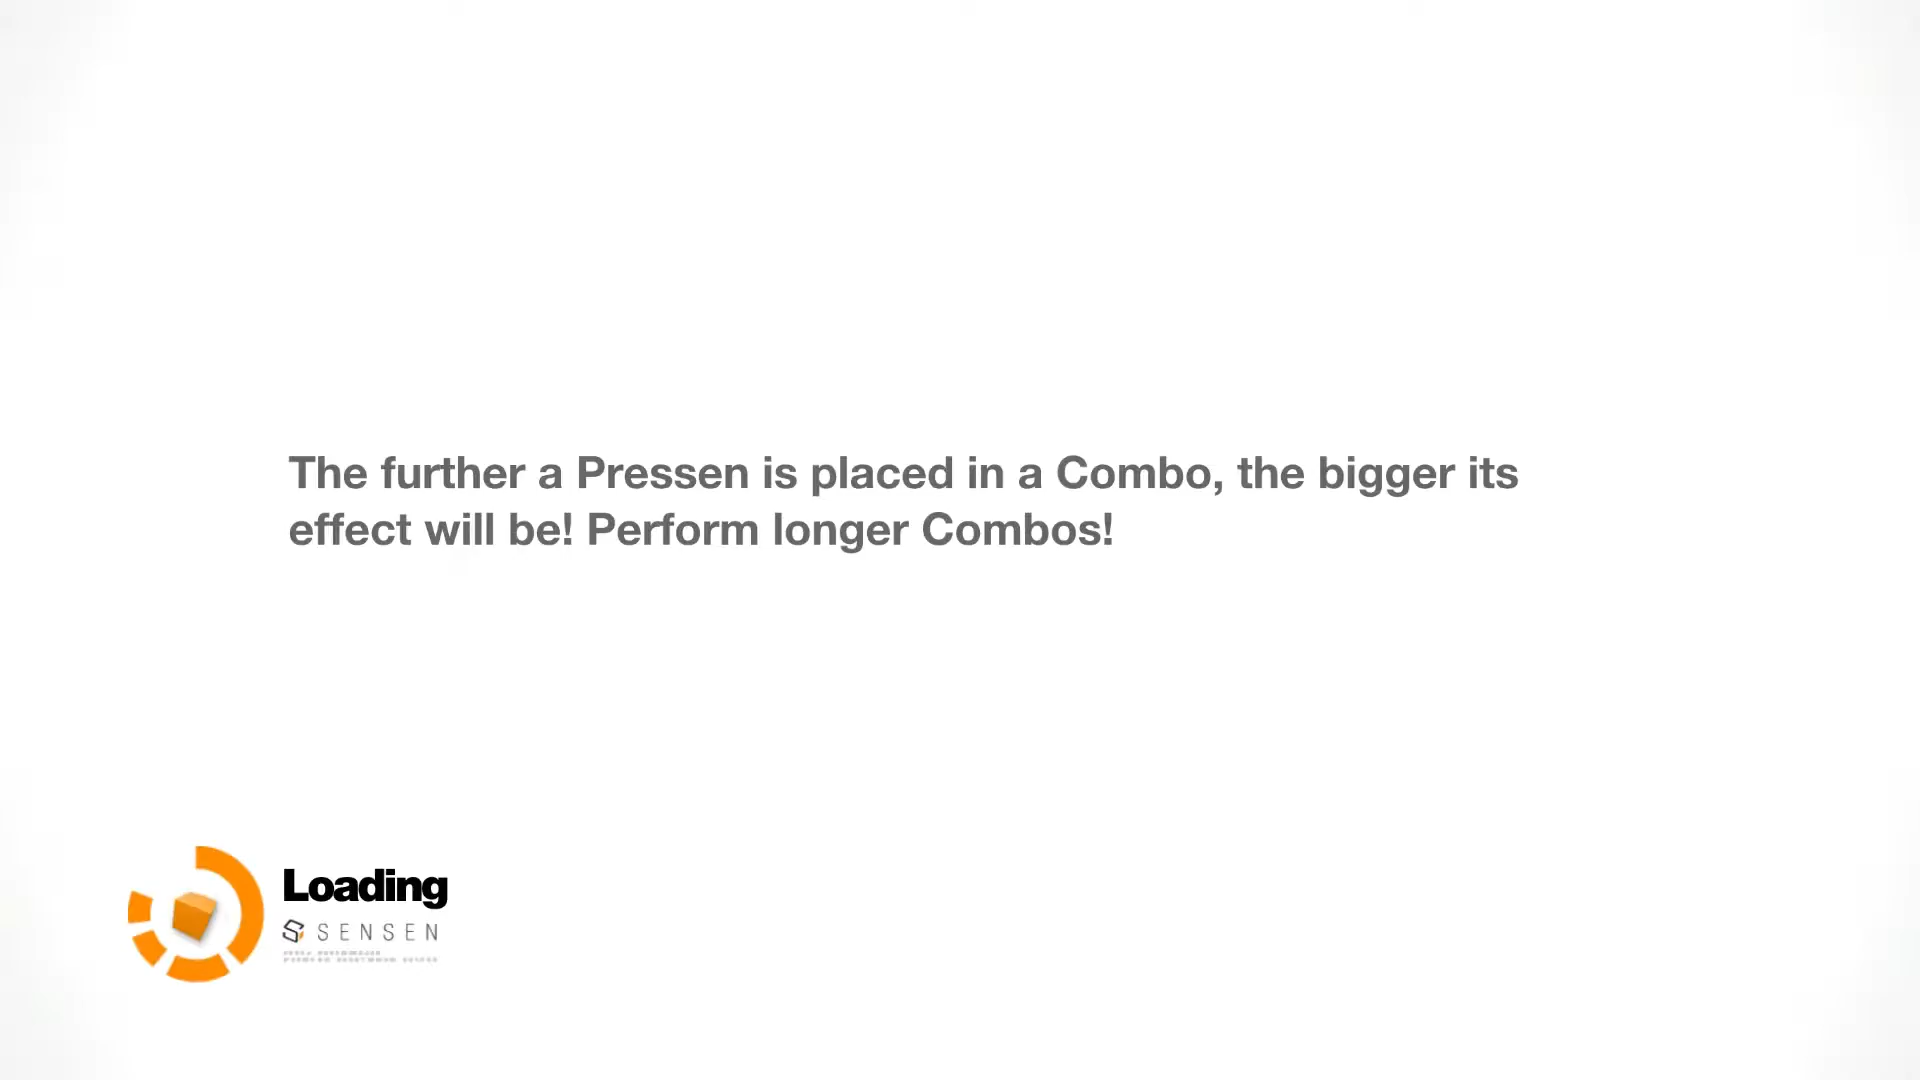 The further a Pressen is placed in a Combo, the bigger its
effect will be! Perform longer Combos!
Loading
SENSEN